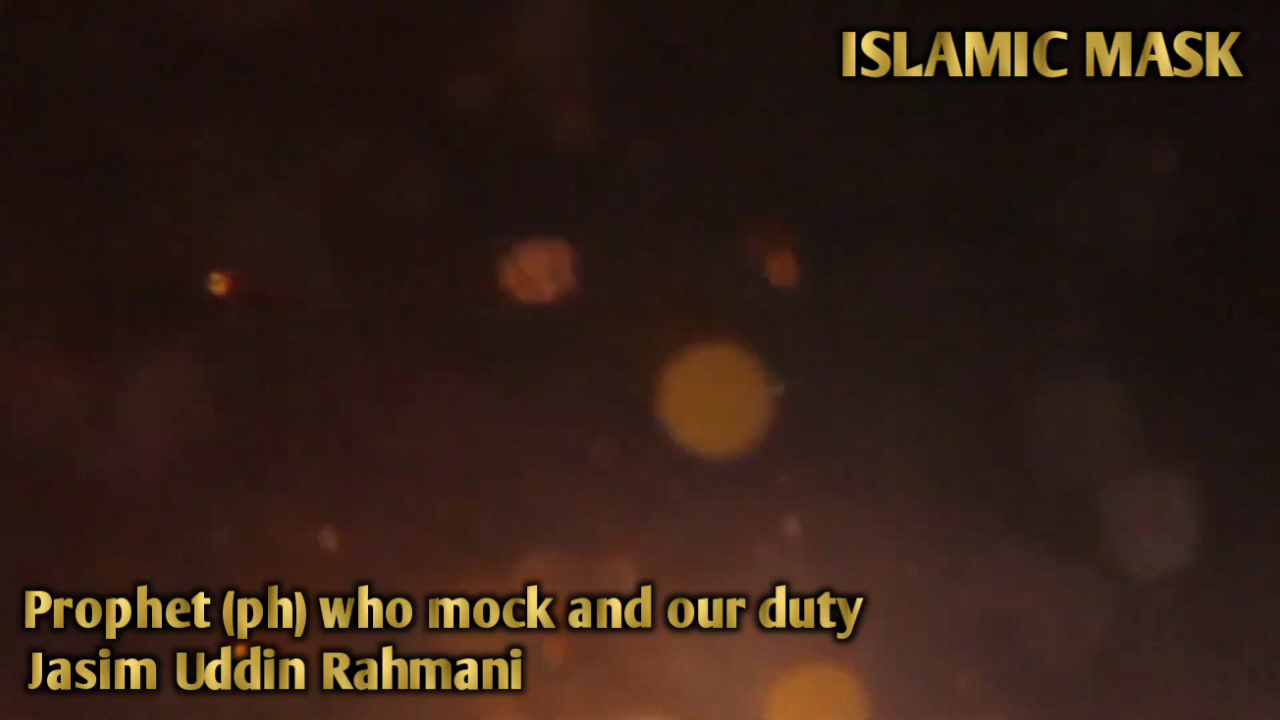 ISLAMIC MASK
Prophet (ph) who mock and our duty
Jasim Uddin Rahmani